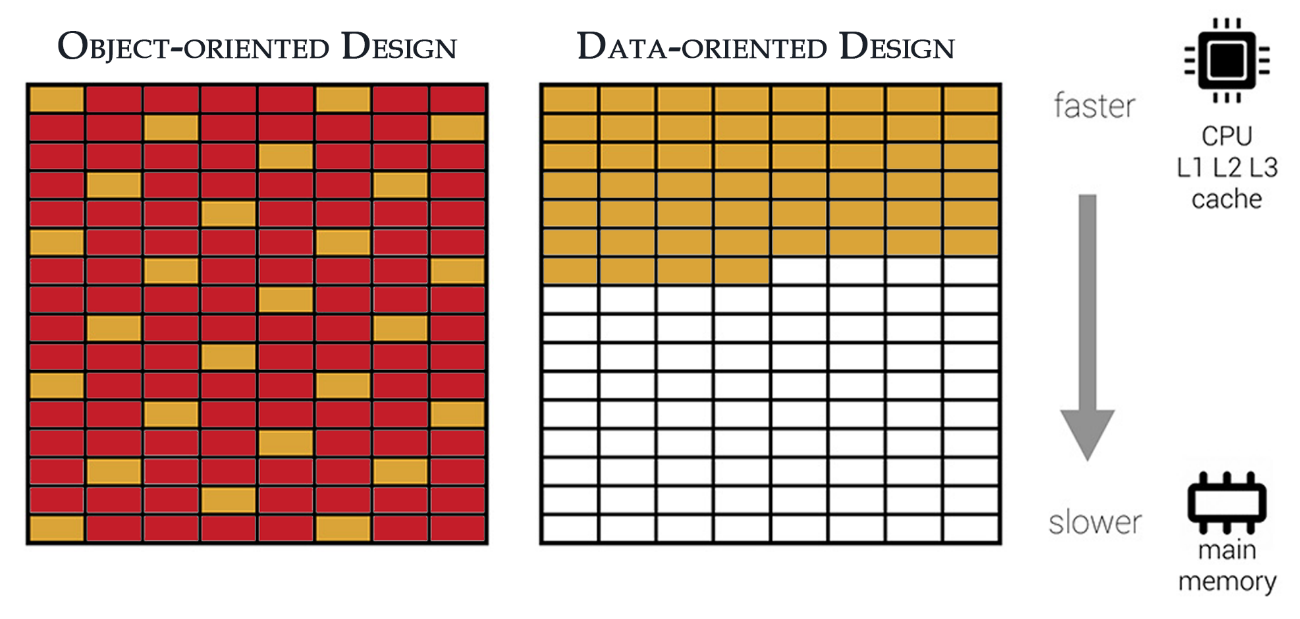 Object-oriented Design
Data-oriented Design
faster
CPU
L1 L2 L3
cache
slower
main
memory